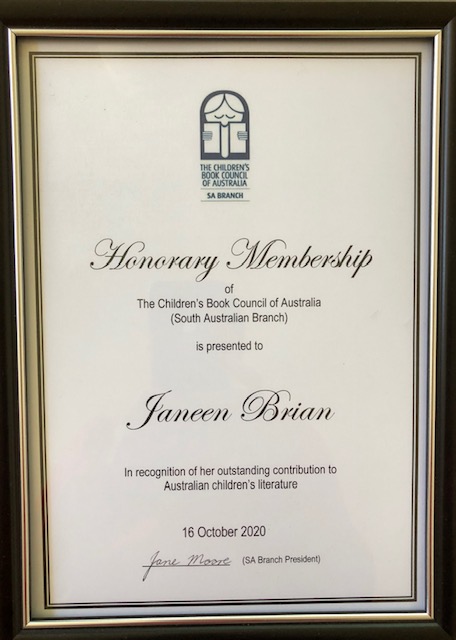 THE CHILDREN'S
BOOK COUNCIL
OF AUSTRALIA
SA BRANCH
Honorary Membership
of
The Children's Book Council of Australia
(South Australian Branch)
is presented to
Janeen Brian
In recognition of her outstanding contribution to
Australian children's literature
16 October 2020
Jane Moore (SA Branch President)